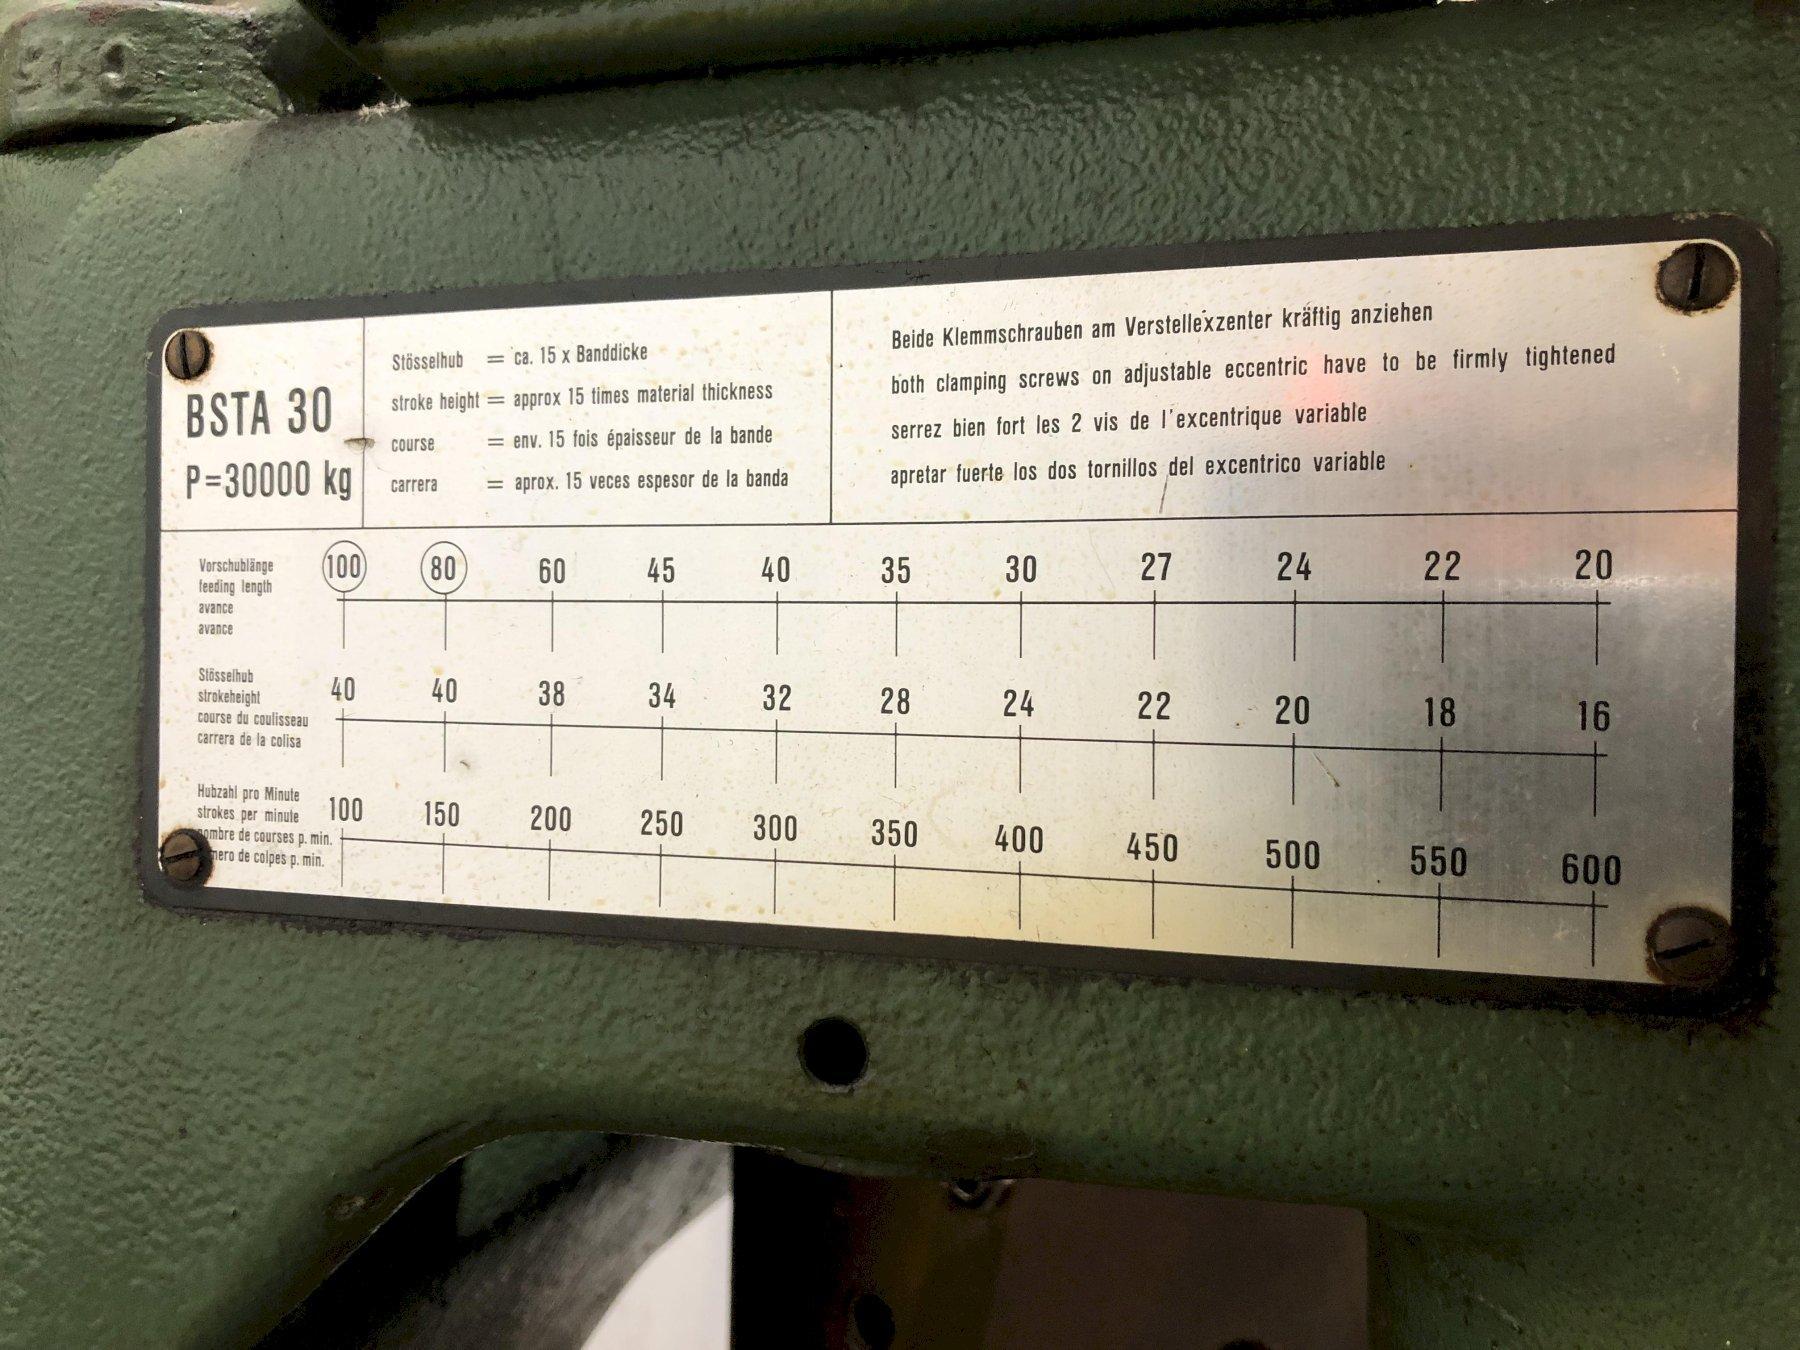 BSTA 30
P=30000 kg
Stösselhub = ca. 15 x Banddicke
stroke height = approx 15 times material thickness
course = env. 15 fois épaisseur de la bande
carrera = aprox. 15 veces espesor de la banda
Beide Klemmschrauben am Verstellexzenter kräftig anziehen
both clamping screws on adjustable eccentric have to be firmly tightened
serrez bien fort les 2 vis de l'excentrique variable
apretar fuerte los dos tornillos del excentrico variable
Vorschublänge
feeding length
avance
avance
100 80 60 45 40 35 30 27 24 22 20
Stösselhub
strokeheight
course du coulisseau
carrera de la colisa
40 40 38 34 32 28 24 22 20 18 16
Hubzahl pro Minute
strokes per minute
nombre de courses p. min.
mero de colpes p. min.
100 150 200 250 300 350 400 450 500 550 600